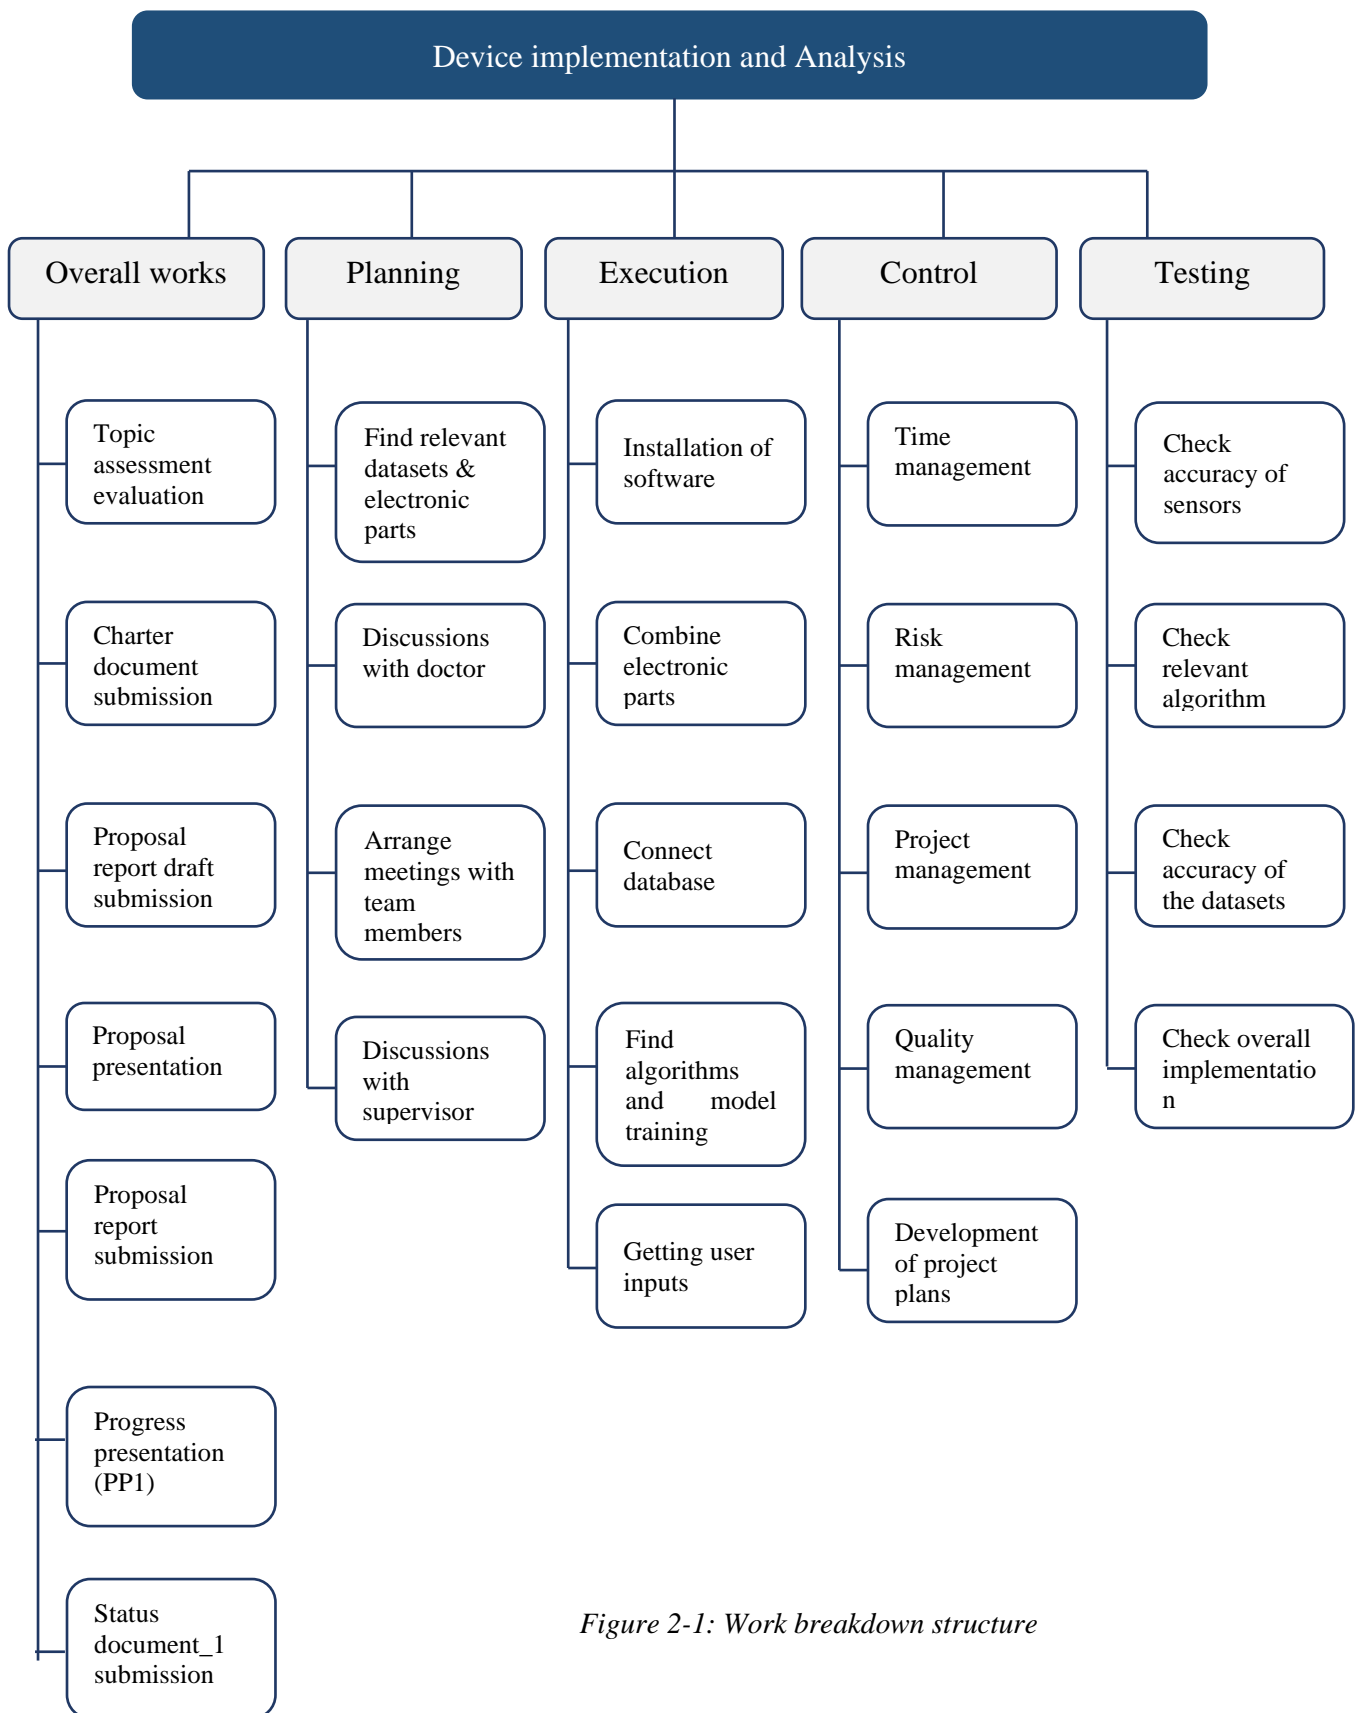 Device implementation and Analysis
Overall works
Planning
Execution
Control
Testing
Topic
assessment
evaluation
Charter
document
submission
Proposal
report draft
submission
Proposal
presentation
Proposal
report
submission
Progress
presentation
(PP1)
Status
document_1
submission
Find relevant
datasets &
electronic
parts
Discussions
with doctor
Arrange
meetings with
team
members
Discussions
with
supervisor
Installation of
software
Combine
electronic
parts
Connect
database
Find
algorithms
and model
training
Getting user
inputs
Time
management
Risk
management
Project
management
Quality
management
Development
of project
plans
Check
accuracy of
sensors
Check
relevant
algorithm
Check
accuracy of
the datasets
Check overall
implementatio
n
Figure 2-1: Work breakdown structure